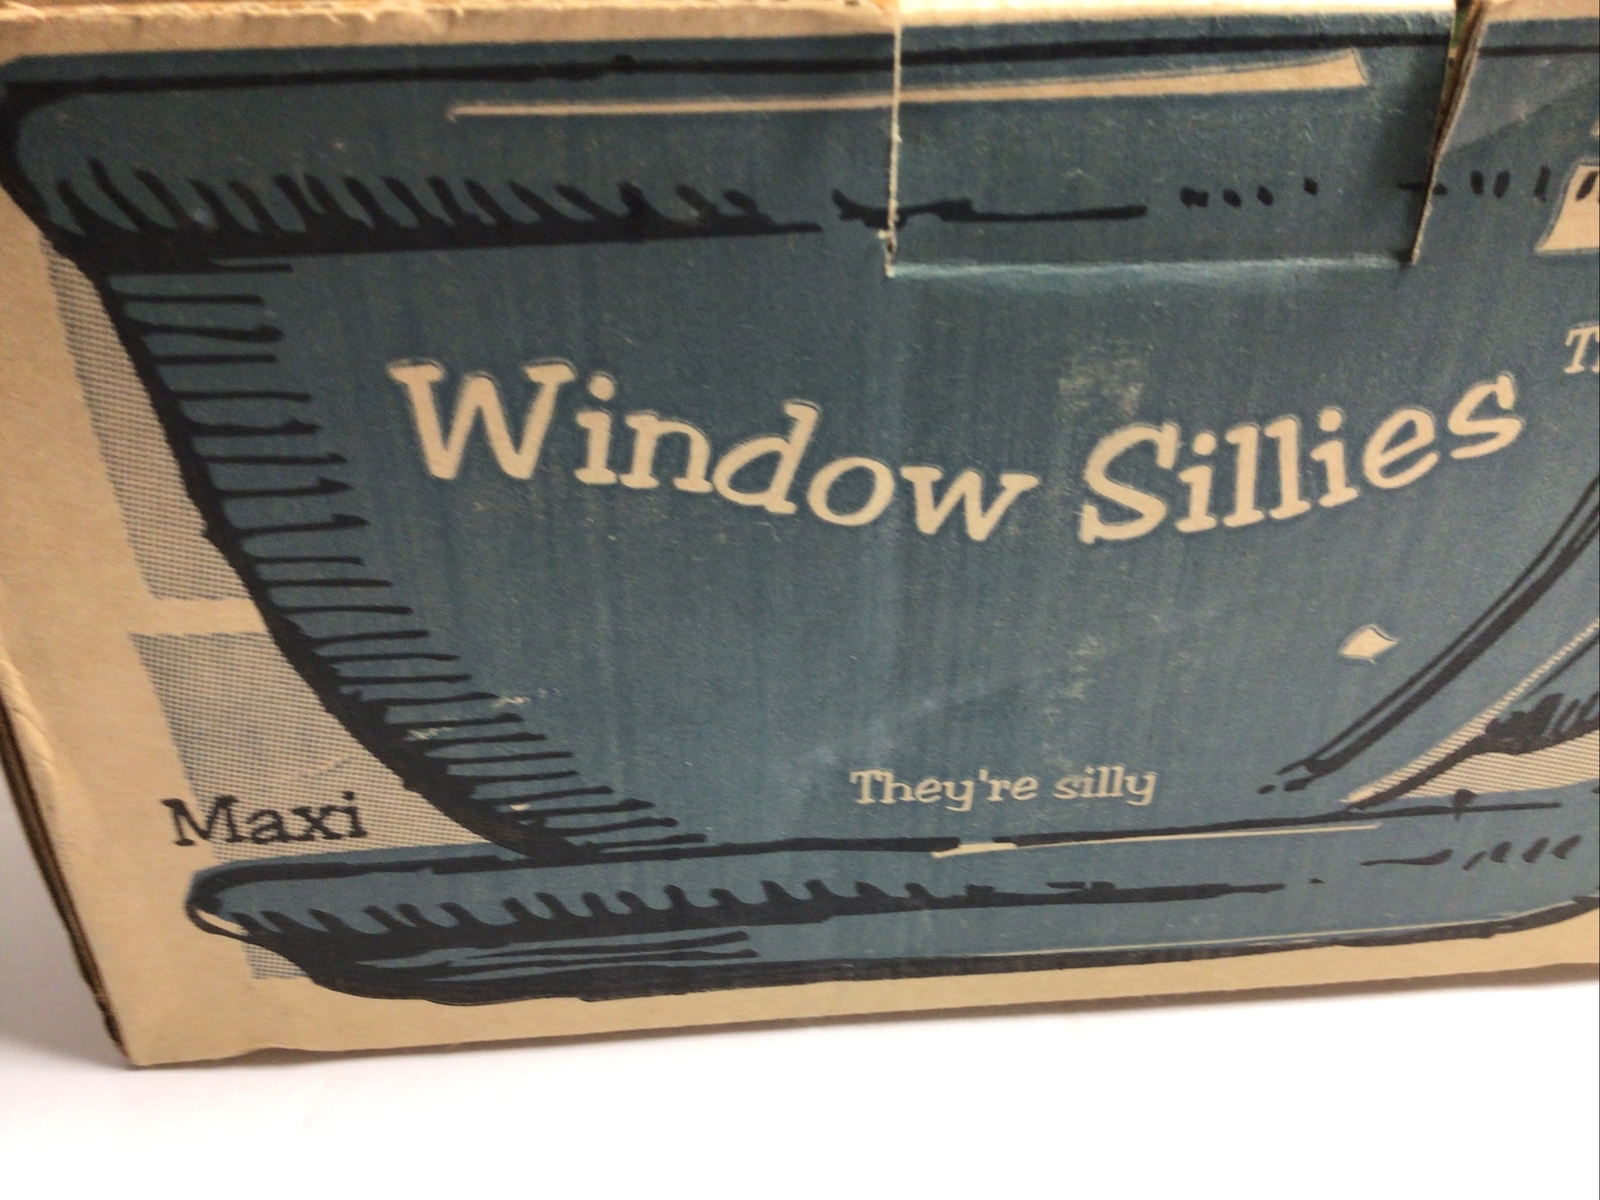 Window Sillies
They're silly
Maxi